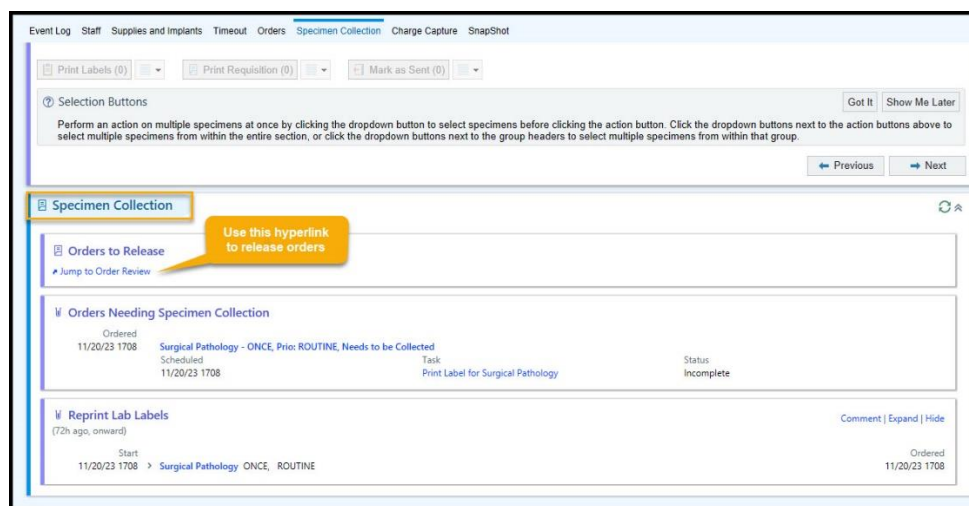 Event Log Staff Supplies and Implants Timeout Orders Specimen Collection Charge Capture SnapShot
Print Labels (0) Print Requisition (0) Mark as Sent (0)
Selection Buttons Got It Show Me Later
Perform an action on multiple specimens at once by clicking the dropdown button to select specimens before clicking the action button. Click the dropdown buttons next to the action buttons above to
select multiple specimens from within the entire section, or click the dropdown buttons next to the group headers to select multiple specimens from within that group.
Previous Next
Specimen Collection
Use this hyperlink
to release orders
Orders to Release
Jump to Order Review
Orders Needing Specimen Collection
Ordered
11/20/23 1708 Surgical Pathology - ONCE, Prio: ROUTINE, Needs to be Collected
Scheduled Task Status
11/20/23 1708 Print Label for Surgical Pathology Incomplete
Reprint Lab Labels Comment | Expand | Hide
(72h ago, onward)
Start Ordered
11/20/23 1708 > Surgical Pathology ONCE, ROUTINE 11/20/23 1708